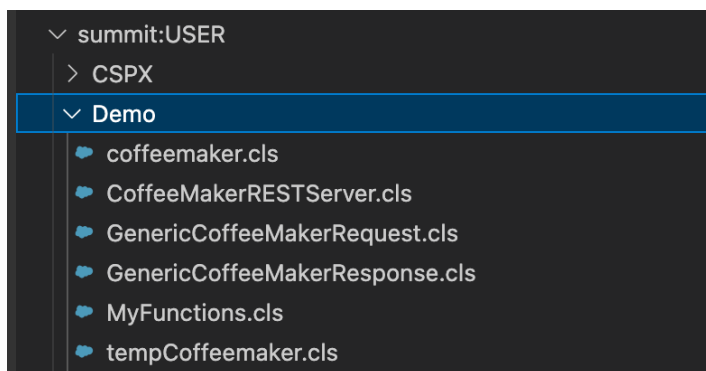 summit:USER
CSPX
Demo
coffeemaker.cls
CoffeeMakerRESTServer.cls
GenericCoffeeMakerRequest.cls
GenericCoffeeMakerResponse.cls
MyFunctions.cls
tempCoffeemaker.cls